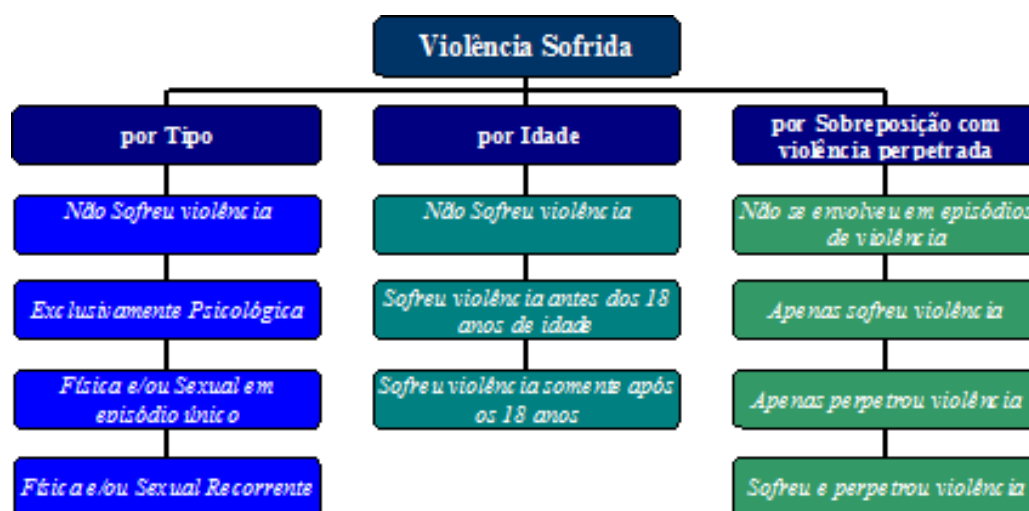 Violência Sofrida
por Tipo
Não Sofreu violência
Exclusivamente Psicológica
Física e/ou Sexual em
episódio único
Física e/ou Sexual Recorrente
por Idade
Não Sofreu violência
Sofreu violência antes dos 18
anos de idade
Sofreu violência somente após
os 18 anos
por Sobreposição com
violência perpetrada
Não se envolveu em episódios
de violência
Apenas sofreu violência
Apenas perpetrou violência
Sofreu e perpetrou violência